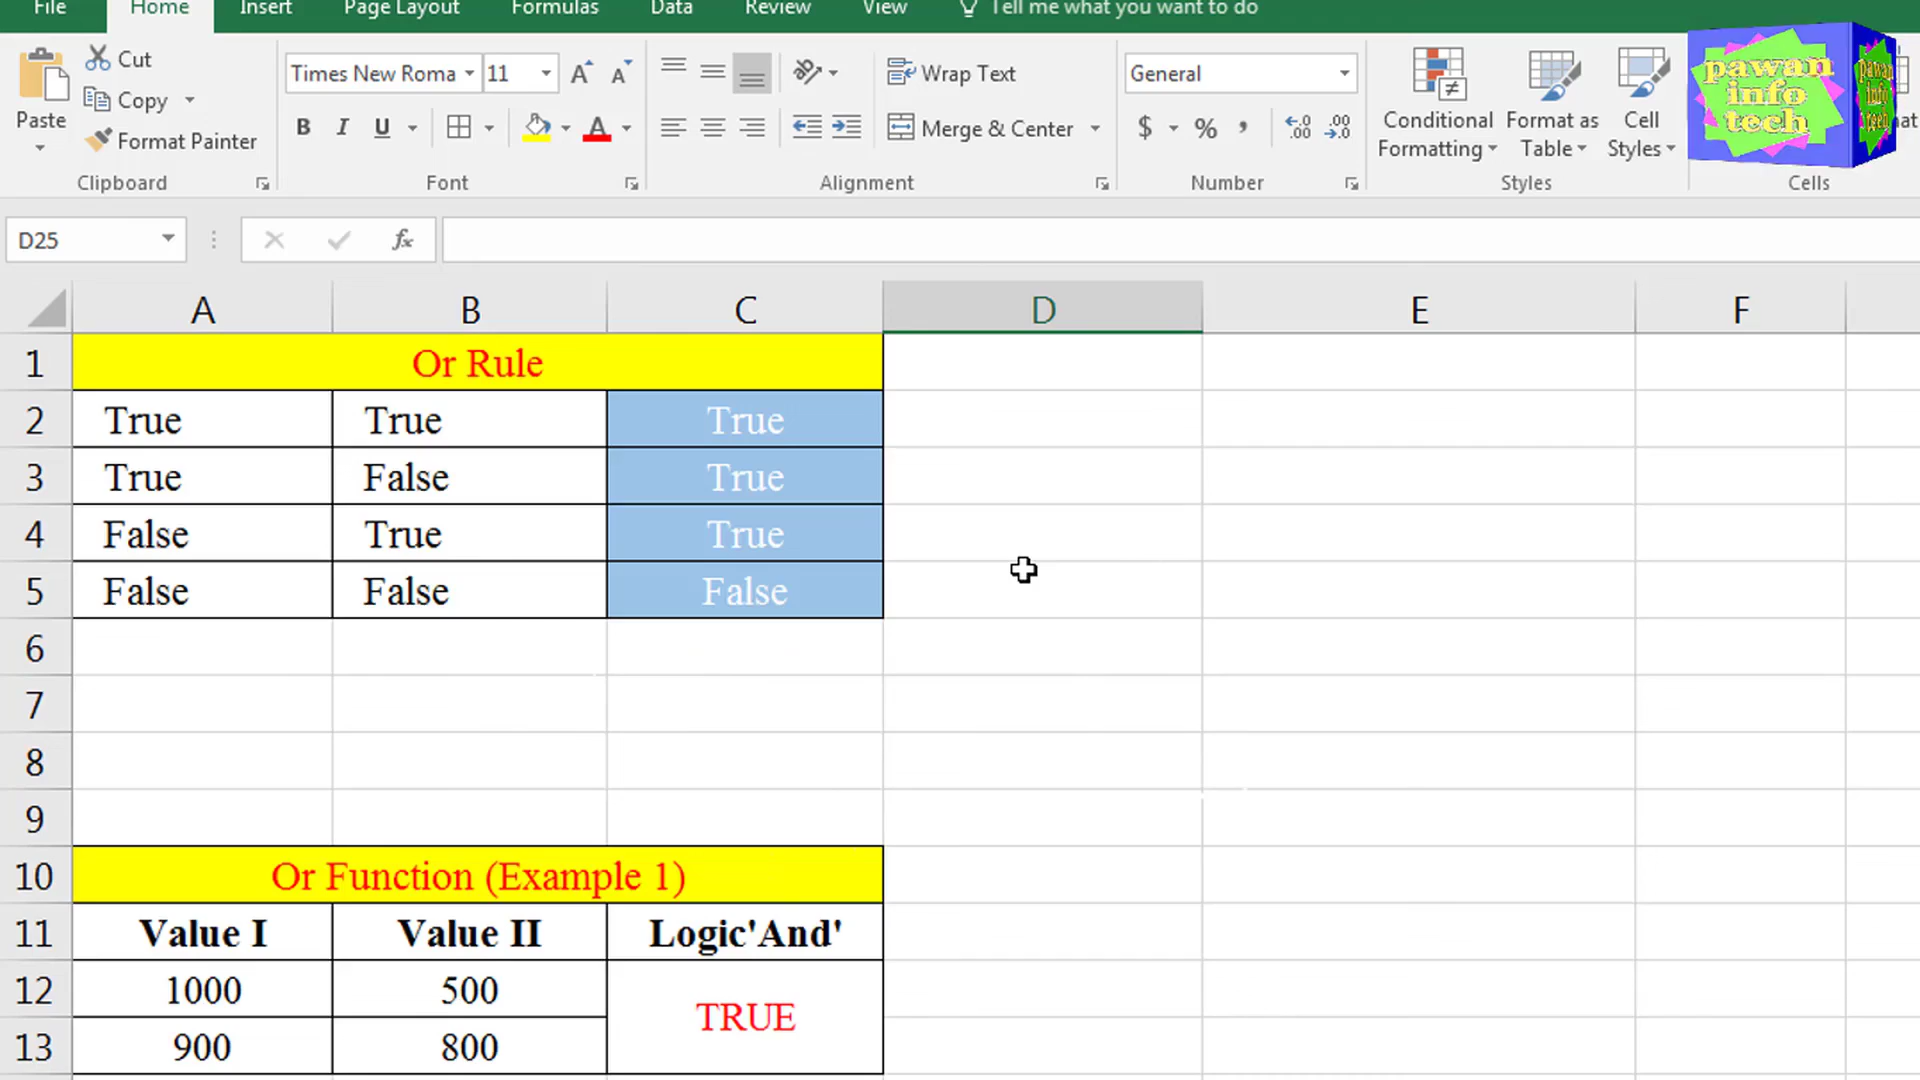 File Home Insert Page Layout Formulas Data Review View Tell me what you want to do
Paste
Cut
Copy
Format Painter
Clipboard
Times New Roma 11
B I U A
Font
Wrap Text
Merge & Center
Alignment
General
$ % ,
Number
Conditional Formatting
Format as Table
Cell Styles
Styles
Cells
pawan
info
tech
pawan
info
tech
D25 fx
A B C D E F
1 Or Rule
2 True True True
3 True False True
4 False True True
5 False False False
6
7
8
9
10 Or Function (Example 1)
11 Value I Value II Logic'And'
12 1000 500 TRUE
13 900 800